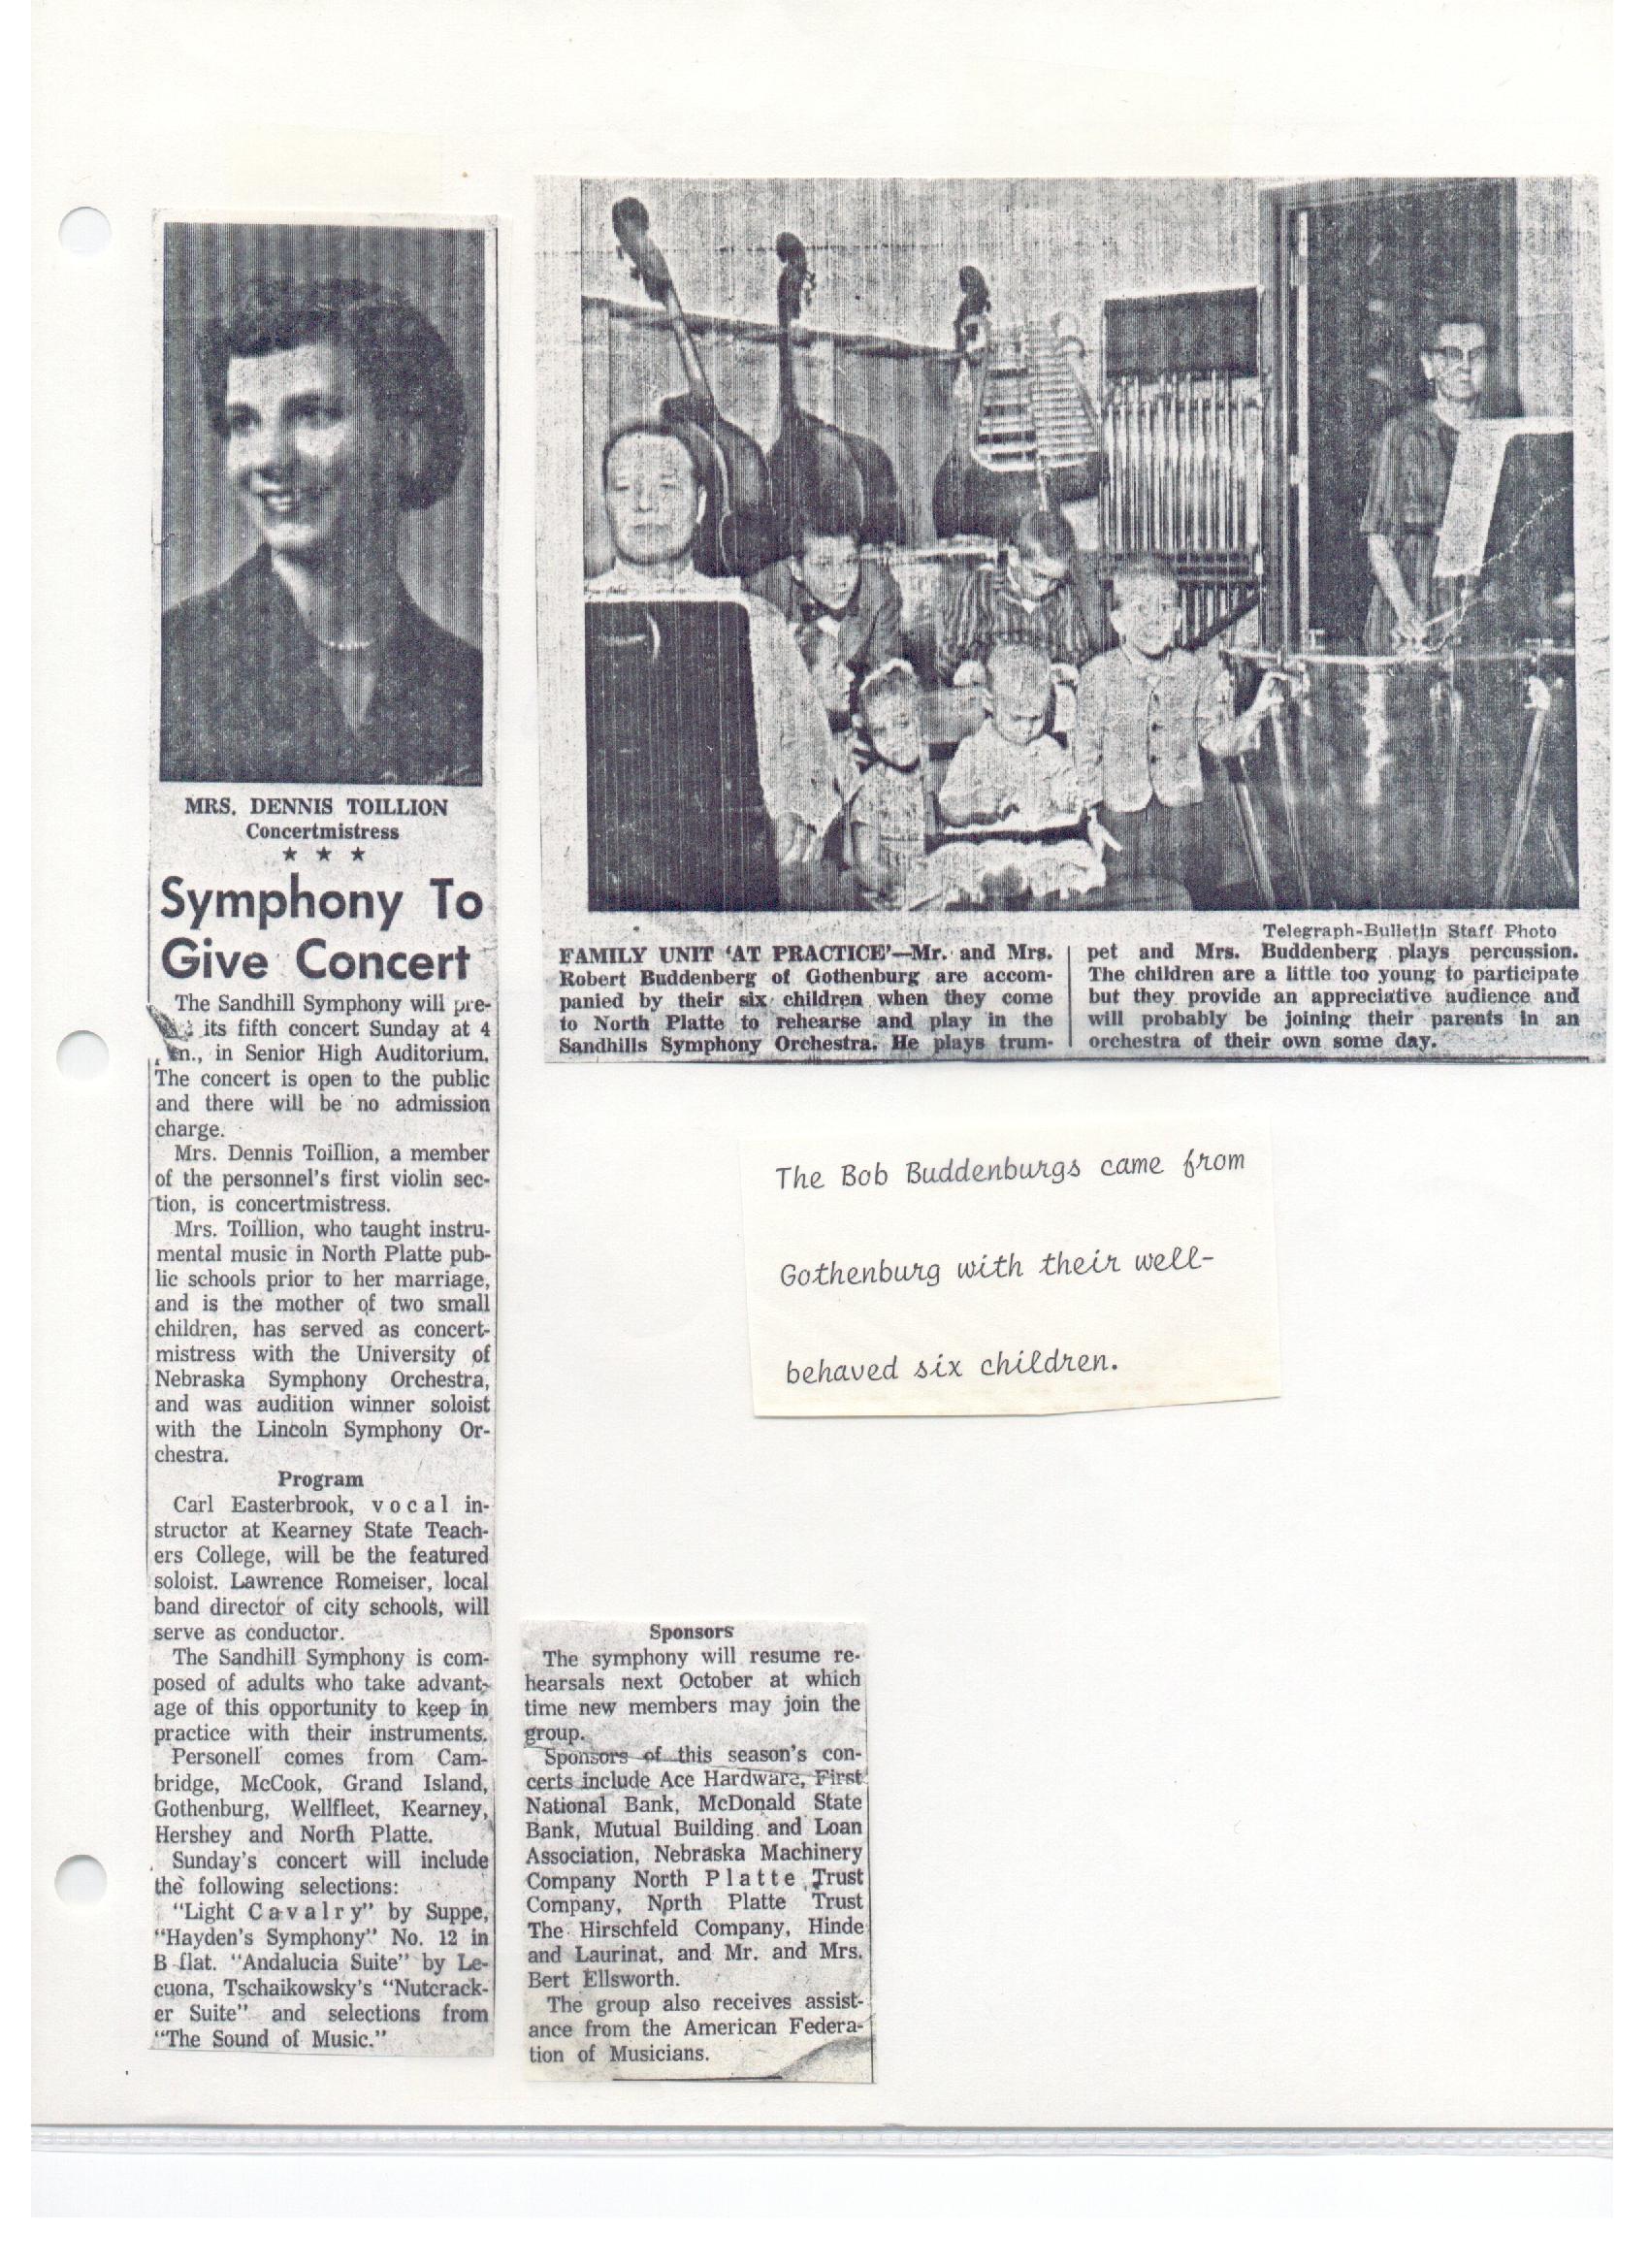 MRS. DENNIS TOILLION
Concertmistress
★ ★ ★
Symphony To
Give Concert
The Sandhill Symphony will pre-
its fifth concert Sunday at 4
m., in Senior High Auditorium.
The concert is open to the public
and there will be no admission
charge.
Mrs. Dennis Toillion, a member
of the personnel's first violin sec-
tion, is concertmistress.
Mrs. Toillion, who taught instru-
mental music in North Platte pub-
lic schools prior to her marriage,
and is the mother of two small
children, has served as concert-
mistress with the University of
Nebraska Symphony Orchestra,
and was audition winner soloist
with the Lincoln Symphony Or-
chestra.
Program
Carl Easterbrook, vocal in-
structor at Kearney State Teach-
ers College, will be the featured
soloist. Lawrence Romeiser, local
band director of city schools, will
serve as conductor.
The Sandhill Symphony is com-
posed of adults who take advant-
age of this opportunity to keep in
practice with their instruments.
Personell comes from Cam-
bridge, McCook, Grand Island,
Gothenburg, Wellfleet, Kearney,
Hershey and North Platte.
Sunday's concert will include
the following selections:
"Light Cavalry" by Suppe,
"Hayden's Symphony" No. 12 in
B flat. "Andalucia Suite" by Le-
cuona, Tschaikowsky's "Nutcrack-
er Suite" and selections from
"The Sound of Music."
Telegraph-Bulletin Staff Photo
FAMILY UNIT 'AT PRACTICE'—Mr. and Mrs.
Robert Buddenberg of Gothenburg are accom-
panied by their six children when they come
to North Platte to rehearse and play in the
Sandhills Symphony Orchestra. He plays trum-
pet and Mrs. Buddenberg plays percussion.
The children are a little too young to participate
but they provide an appreciative audience and
will probably be joining their parents in an
orchestra of their own some day.
The Bob Buddenburgs came from
Gothenburg with their well-
behaved six children.
Sponsors
The symphony will resume re-
hearsals next October at which
time new members may join the
group.
Sponsors of this season's con-
certs include Ace Hardware, First
National Bank, McDonald State
Bank, Mutual Building and Loan
Association, Nebraska Machinery
Company North Platte Trust
Company, North Platte Trust
The Hirschfeld Company, Hinde
and Laurinat, and Mr. and Mrs.
Bert Ellsworth.
The group also receives assist-
ance from the American Federa-
tion of Musicians.